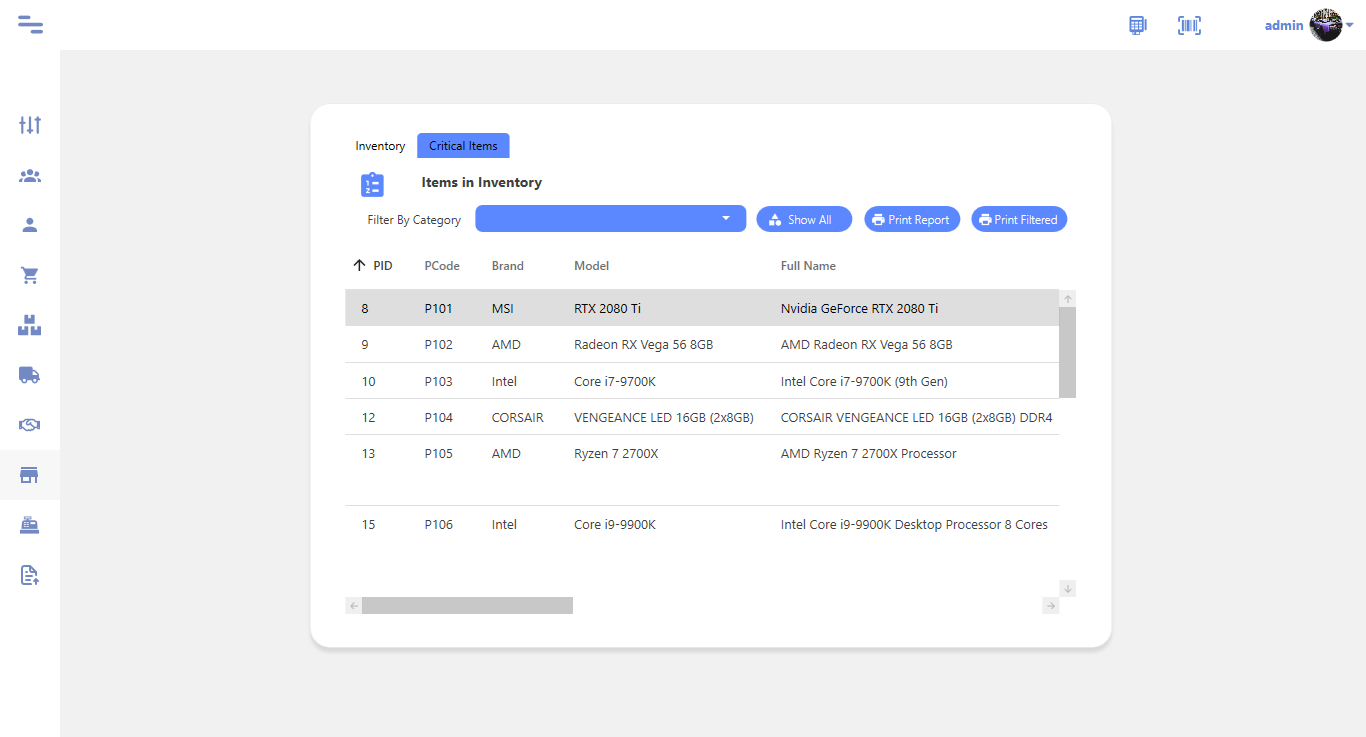 admin
Inventory Critical Items
Items in Inventory
Filter By Category Show All Print Report Print Filtered
PID PCode Brand Model Full Name
8 P101 MSI RTX 2080 Ti Nvidia GeForce RTX 2080 Ti
9 P102 AMD Radeon RX Vega 56 8GB AMD Radeon RX Vega 56 8GB
10 P103 Intel Core i7-9700K Intel Core i7-9700K (9th Gen)
12 P104 CORSAIR VENGEANCE LED 16GB (2x8GB) CORSAIR VENGEANCE LED 16GB (2x8GB) DDR4
13 P105 AMD Ryzen 7 2700X AMD Ryzen 7 2700X Processor
15 P106 Intel Core i9-9900K Intel Core i9-9900K Desktop Processor 8 Cores